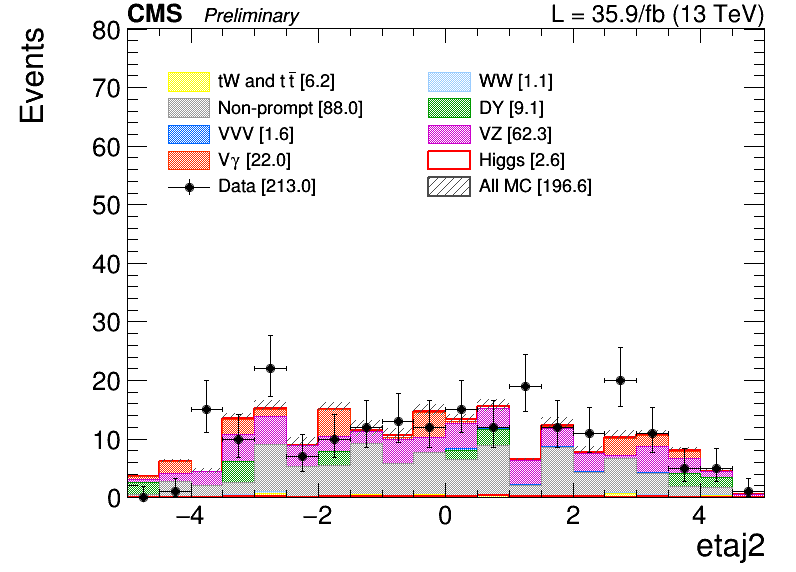 CMS Preliminary L = 35.9/fb (13 TeV)
Events
80
70
60
50
40
30
20
10
0
tW and tt̄ [6.2]
WW [1.1]
Non-prompt [88.0]
DY [9.1]
VVV [1.6]
VZ [62.3]
Vγ [22.0]
Higgs [2.6]
Data [213.0]
All MC [196.6]
−4 −2 0 2 4
etaj2